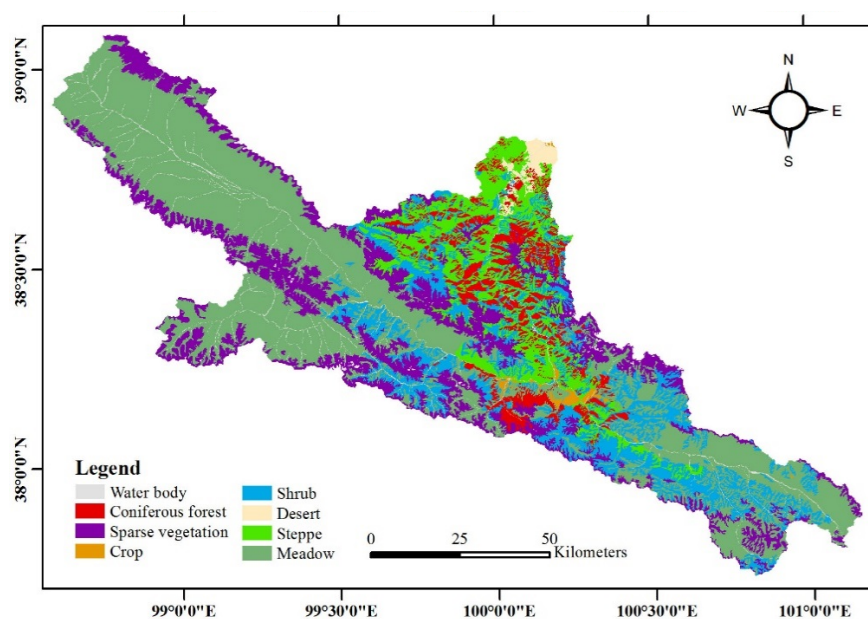 N
W E
S
39°0'0"N
38°30'0"N
38°0'0"N
Legend
Water body
Coniferous forest
Sparse vegetation
Crop
Shrub
Desert
Steppe
Meadow
0 25 50
Kilometers
99°0'0"E 99°30'0"E 100°0'0"E 100°30'0"E 101°0'0"E